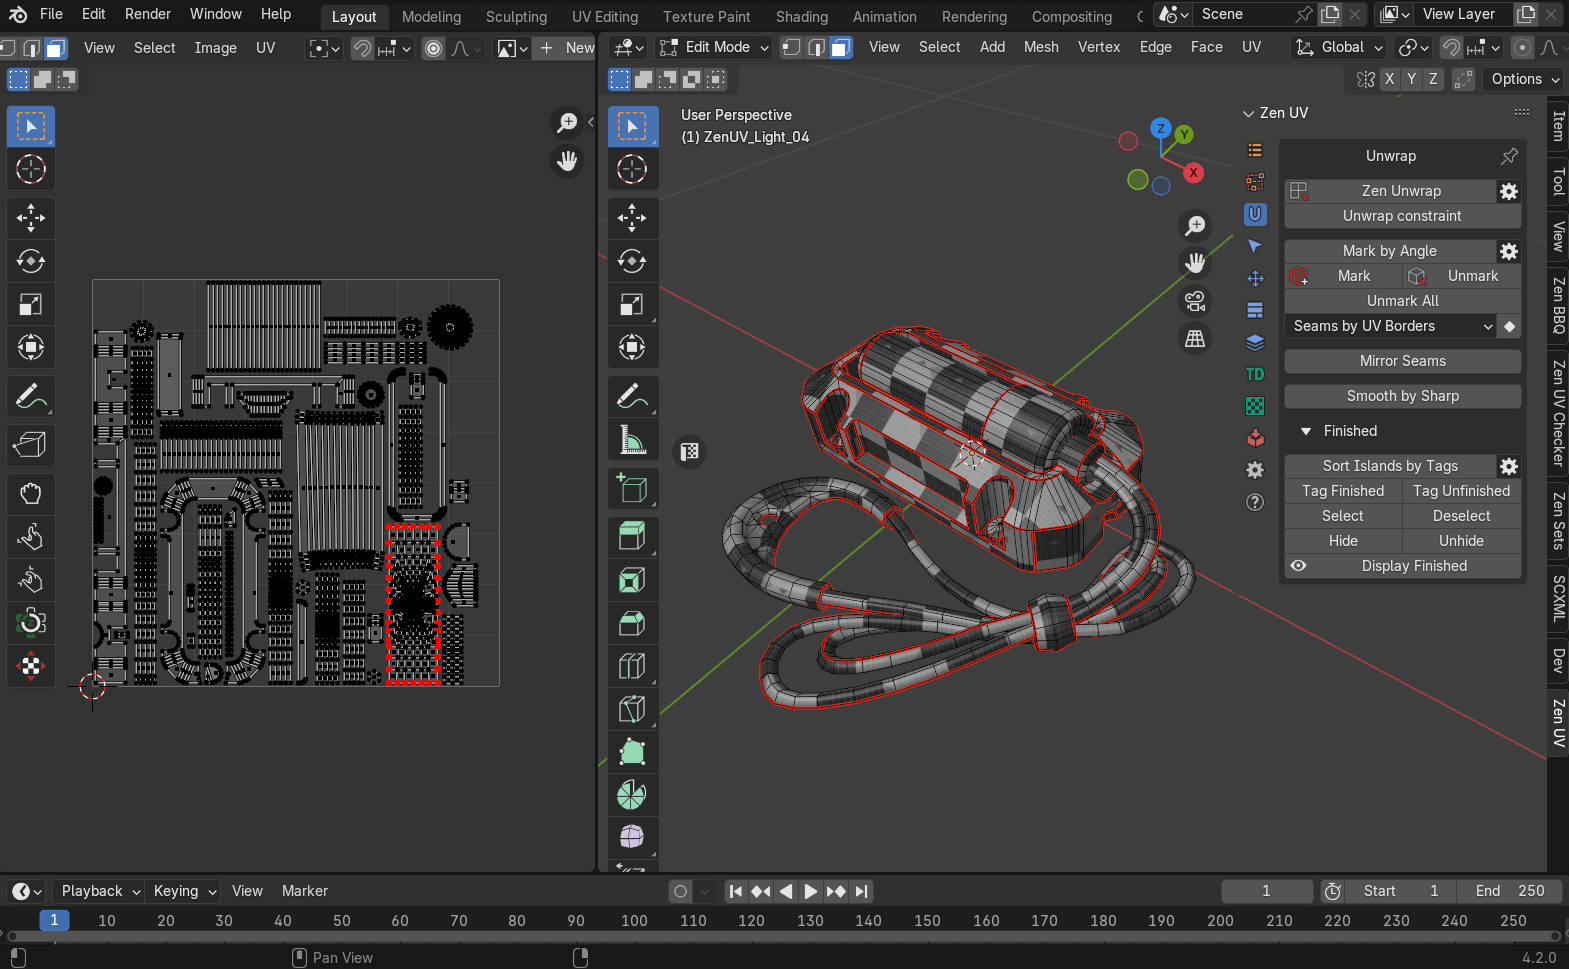 File Edit Render Window Help Layout Modeling Sculpting UV Editing Texture Paint Shading Animation Rendering Compositing Scene View Layer
View Select Image UV New Edit Mode View Select Add Mesh Vertex Edge Face UV Global
X Y Z Options
User Perspective
(1) ZenUV_Light_04
Z Y X
Zen UV
Unwrap
Zen Unwrap
Unwrap constraint
Mark by Angle
Mark Unmark
Unmark All
Seams by UV Borders
Mirror Seams
TD
Smooth by Sharp
Finished
Sort Islands by Tags
Tag Finished Tag Unfinished
Select Deselect
Hide Unhide
Display Finished
Item
Tool
View
Zen BBQ
Zen UV Checker
Zen Sets
SCXML
Dev
Zen UV
Playback Keying View Marker 1 Start 1 End 250
1 10 20 30 40 50 60 70 80 90 100 110 120 130 140 150 160 170 180 190 200 210 220 230 240 250
Pan View 4.2.0